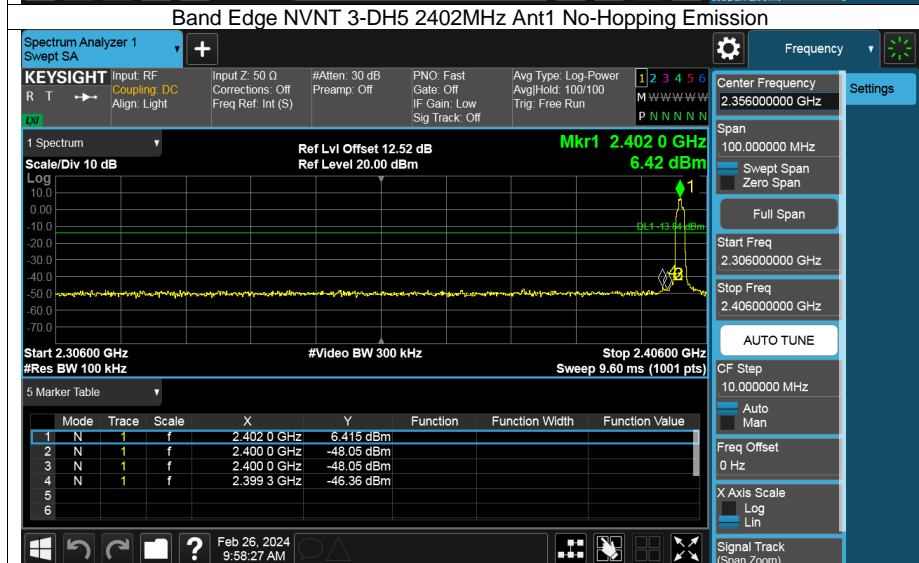 Band Edge NVNT 3-DH5 2402MHz Ant1 No-Hopping Emission
Spectrum Analyzer 1
Swept SA
Frequency
KEYSIGHT
R T
LXI
Input: RF
Coupling: DC
Align: Light
Input Z: 50 Ω
Corrections: Off
Freq Ref: Int (S)
#Atten: 30 dB
Preamp: Off
PNO: Fast
Gate: Off
IF Gain: Low
Sig Track: Off
Avg Type: Log-Power
Avg|Hold: 100/100
Trig: Free Run
1 2 3 4 5 6
M W W W W W
P N N N N N
1 Spectrum
Scale/Div 10 dB
Ref Lvl Offset 12.52 dB
Ref Level 20.00 dBm
Mkr1 2.402 0 GHz
6.42 dBm
Log
10.0
0.00
-10.0
-20.0
-30.0
-40.0
-50.0
-60.0
-70.0
1
DL1 -13.64 dBm
Start 2.30600 GHz
#Res BW 100 kHz
#Video BW 300 kHz
Stop 2.40600 GHz
Sweep 9.60 ms (1001 pts)
5 Marker Table
Mode Trace Scale X Y Function Function Width Function Value
1 N 1 f 2.402 0 GHz 6.415 dBm
2 N 1 f 2.400 0 GHz -48.05 dBm
3 N 1 f 2.400 0 GHz -48.05 dBm
4 N 1 f 2.399 3 GHz -46.36 dBm
5
6
Feb 26, 2024
9:58:27 AM
Center Frequency
2.356000000 GHz
Span
100.000000 MHz
Swept Span
Zero Span
Full Span
Start Freq
2.306000000 GHz
Stop Freq
2.406000000 GHz
AUTO TUNE
CF Step
10.000000 MHz
Auto
Man
Freq Offset
0 Hz
X Axis Scale
Log
Lin
Signal Track
(Span Zoom)
Settings